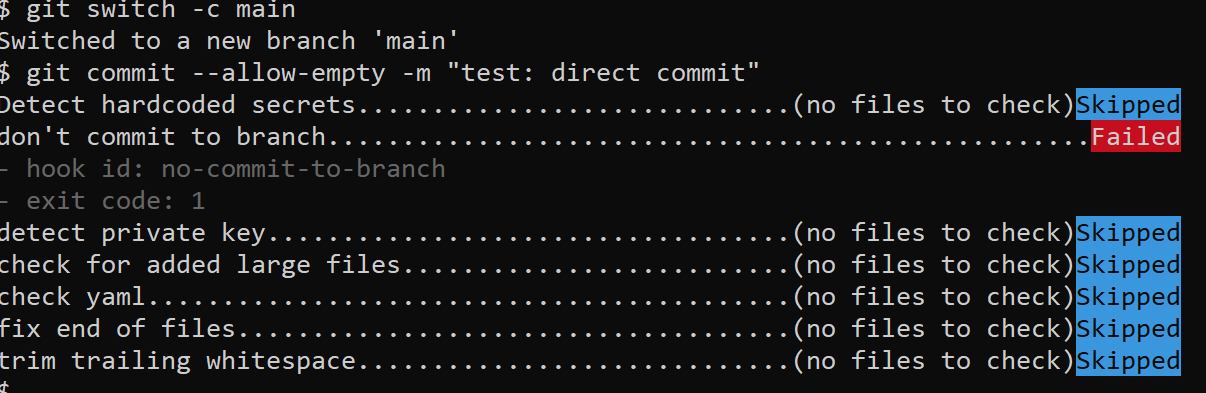 $ git switch -c main
Switched to a new branch 'main'
$ git commit --allow-empty -m "test: direct commit"
Detect hardcoded secrets.............................(no files to check)Skipped
don't commit to branch...................................................Failed
- hook id: no-commit-to-branch
- exit code: 1
detect private key...................................(no files to check)Skipped
check for added large files..........................(no files to check)Skipped
check yaml...........................................(no files to check)Skipped
fix end of files.....................................(no files to check)Skipped
trim trailing whitespace.............................(no files to check)Skipped
$